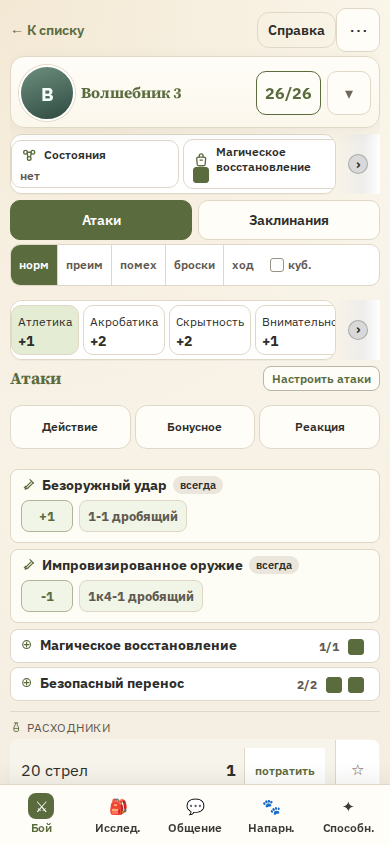 ← К списку
Справка
...
В
Волшебник 3
26/26
▼
Состояния
нет
Магическое
восстановление
Атаки
Заклинания
норм
преим
помех
броски
ход
куб.
Атлетика
+1
Акробатика
+2
Скрытность
+2
Внимательно
+1
Атаки
Настроить атаки
Действие
Бонусное
Реакция
Безоружный удар
всегда
+1
1-1 дробящий
Импровизированное оружие
всегда
-1
1к4-1 дробящий
Магическое восстановление
1/1
Безопасный перенос
2/2
РАСХОДНИКИ
20 стрел
1
потратить
☆
Бой
Исслед.
Общение
Напарн.
Способн.